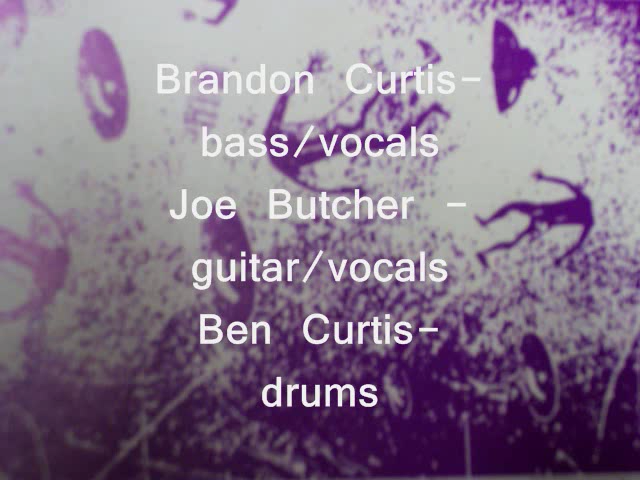 Brandon Curtis-
bass/vocals
Joe Butcher -
guitar/vocals
Ben Curtis-
drums